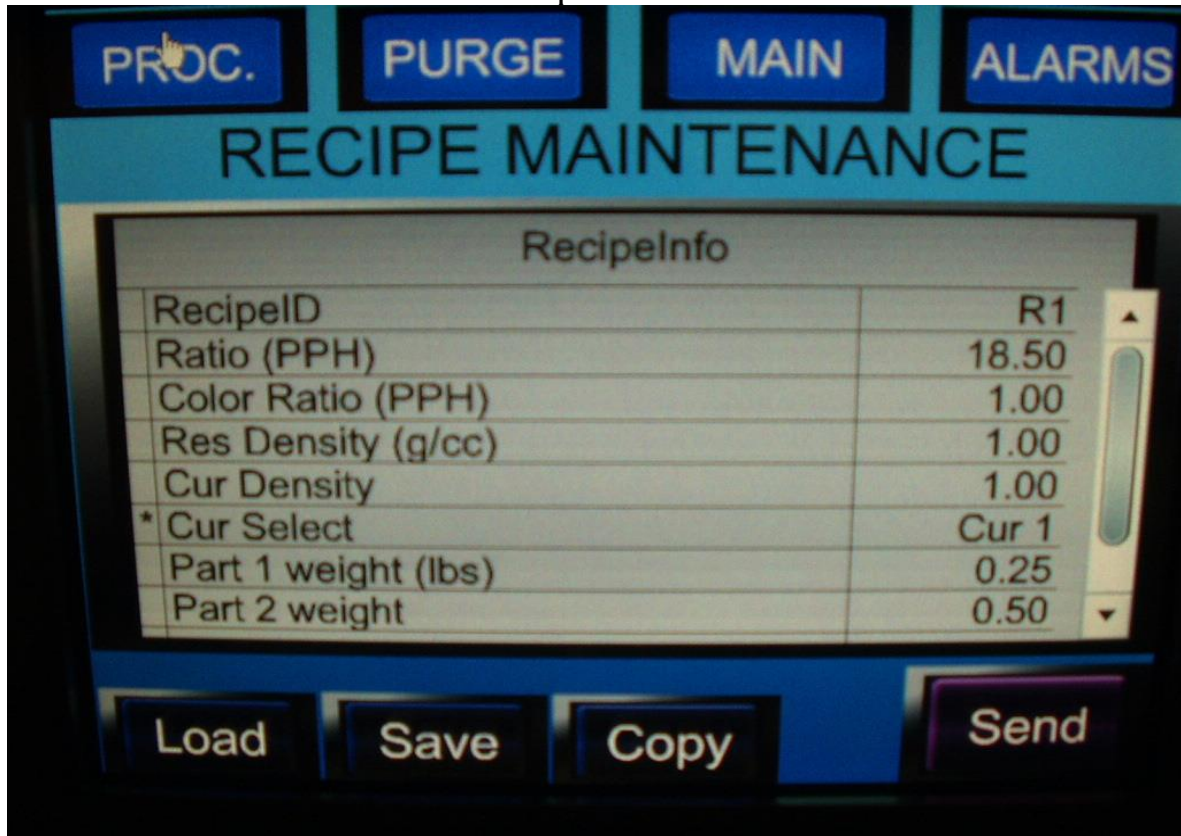 PROC. PURGE MAIN ALARMS
RECIPE MAINTENANCE
RecipeInfo
RecipeID R1
Ratio (PPH) 18.50
Color Ratio (PPH) 1.00
Res Density (g/cc) 1.00
Cur Density 1.00
* Cur Select Cur 1
Part 1 weight (lbs) 0.25
Part 2 weight 0.50
Load Save Copy Send